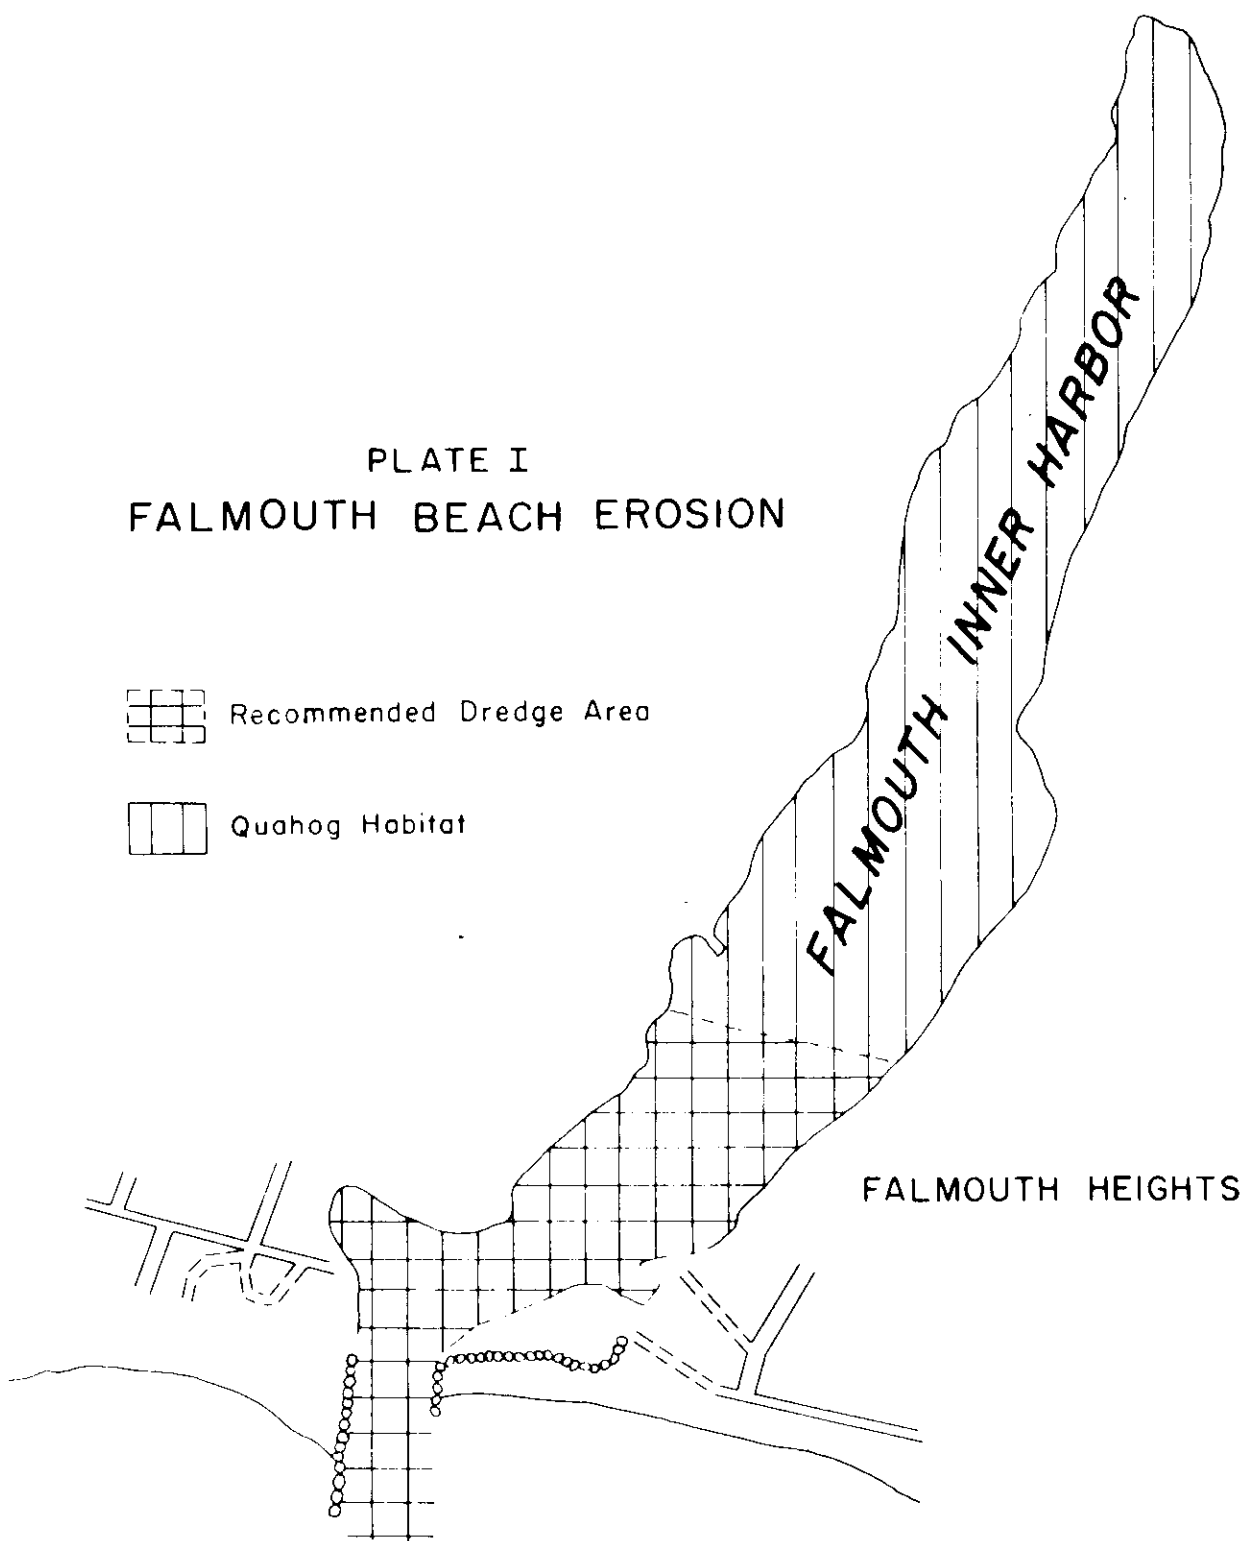 PLATE I
FALMOUTH BEACH EROSION
Recommended Dredge Area
Quahog Habitat
FALMOUTH INNER HARBOR
FALMOUTH HEIGHTS